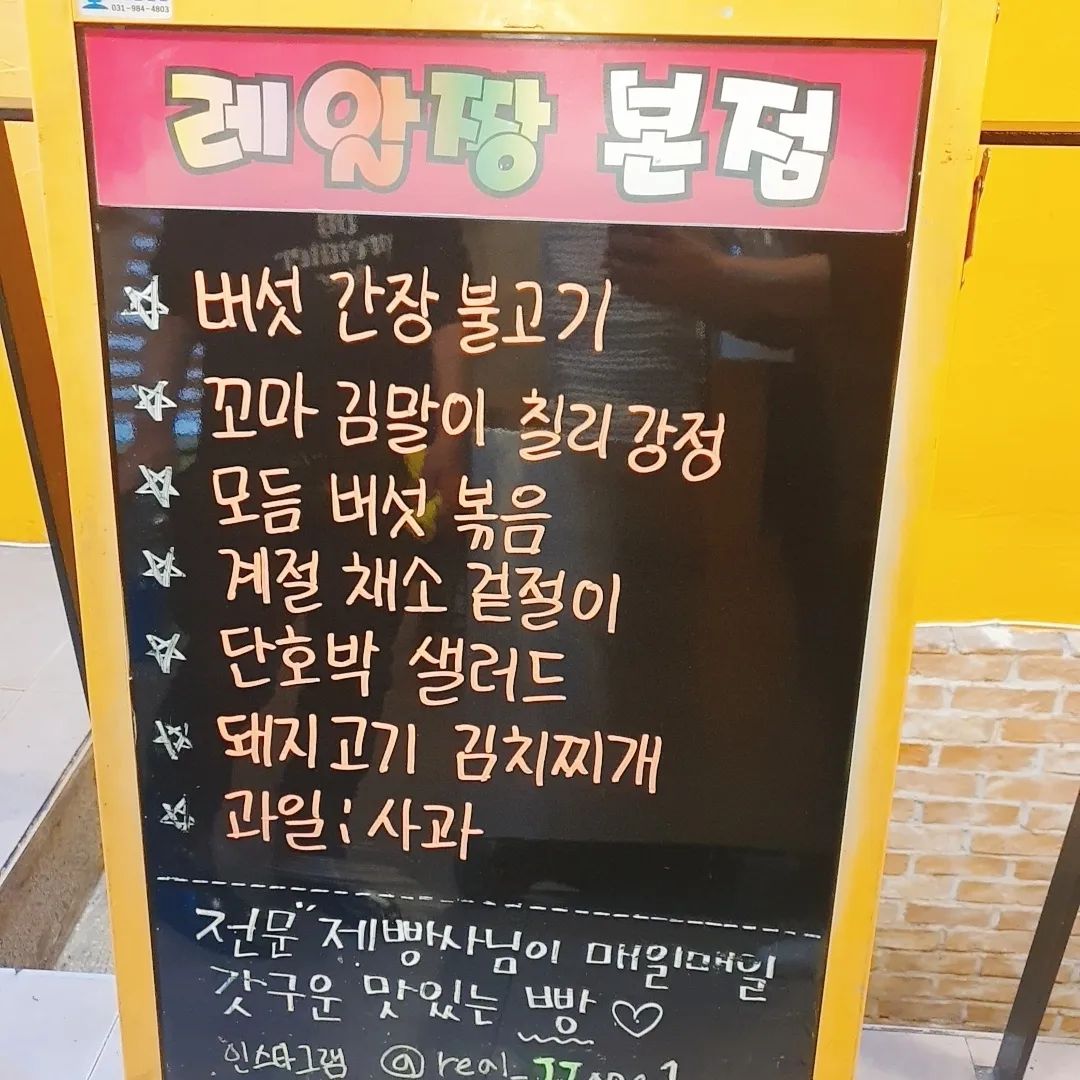 031-984-4803
레알짱 본점
버섯 간장 불고기
꼬마 김말이 칠리강정
모듬 버섯 볶음
계절 채소 겉절이
단호박 샐러드
돼지고기 김치찌개
과일 : 사과
전문 제빵사님이 매일매일
갓구운 맛있는 빵♡
인스타그램